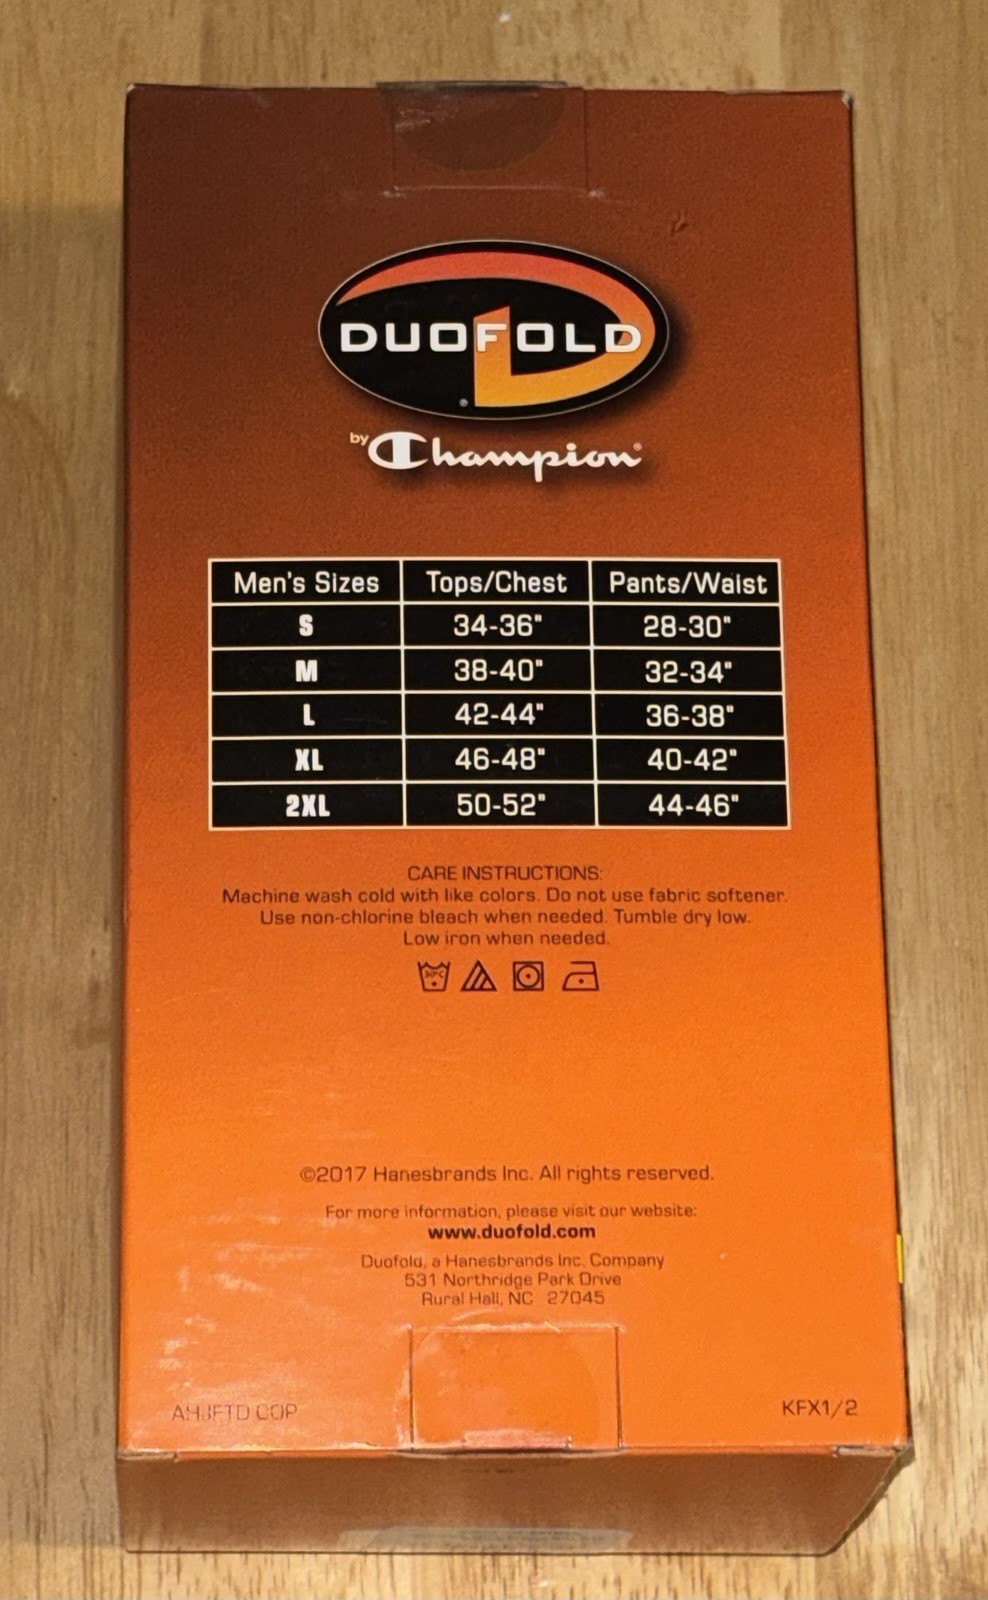 DUOFOLD
by Champion®
Men's Sizes Tops/Chest Pants/Waist
S 34-36" 28-30"
M 38-40" 32-34"
L 42-44" 36-38"
XL 46-48" 40-42"
2XL 50-52" 44-46"
CARE INSTRUCTIONS:
Machine wash cold with like colors. Do not use fabric softener.
Use non-chlorine bleach when needed. Tumble dry low.
Low iron when needed.
30°C
©2017 Hanesbrands Inc. All rights reserved.
For more information, please visit our website:
www.duofold.com
Duofold, a Hanesbrands Inc. Company
531 Northridge Park Drive
Rural Hall, NC 27045
KFX1/2